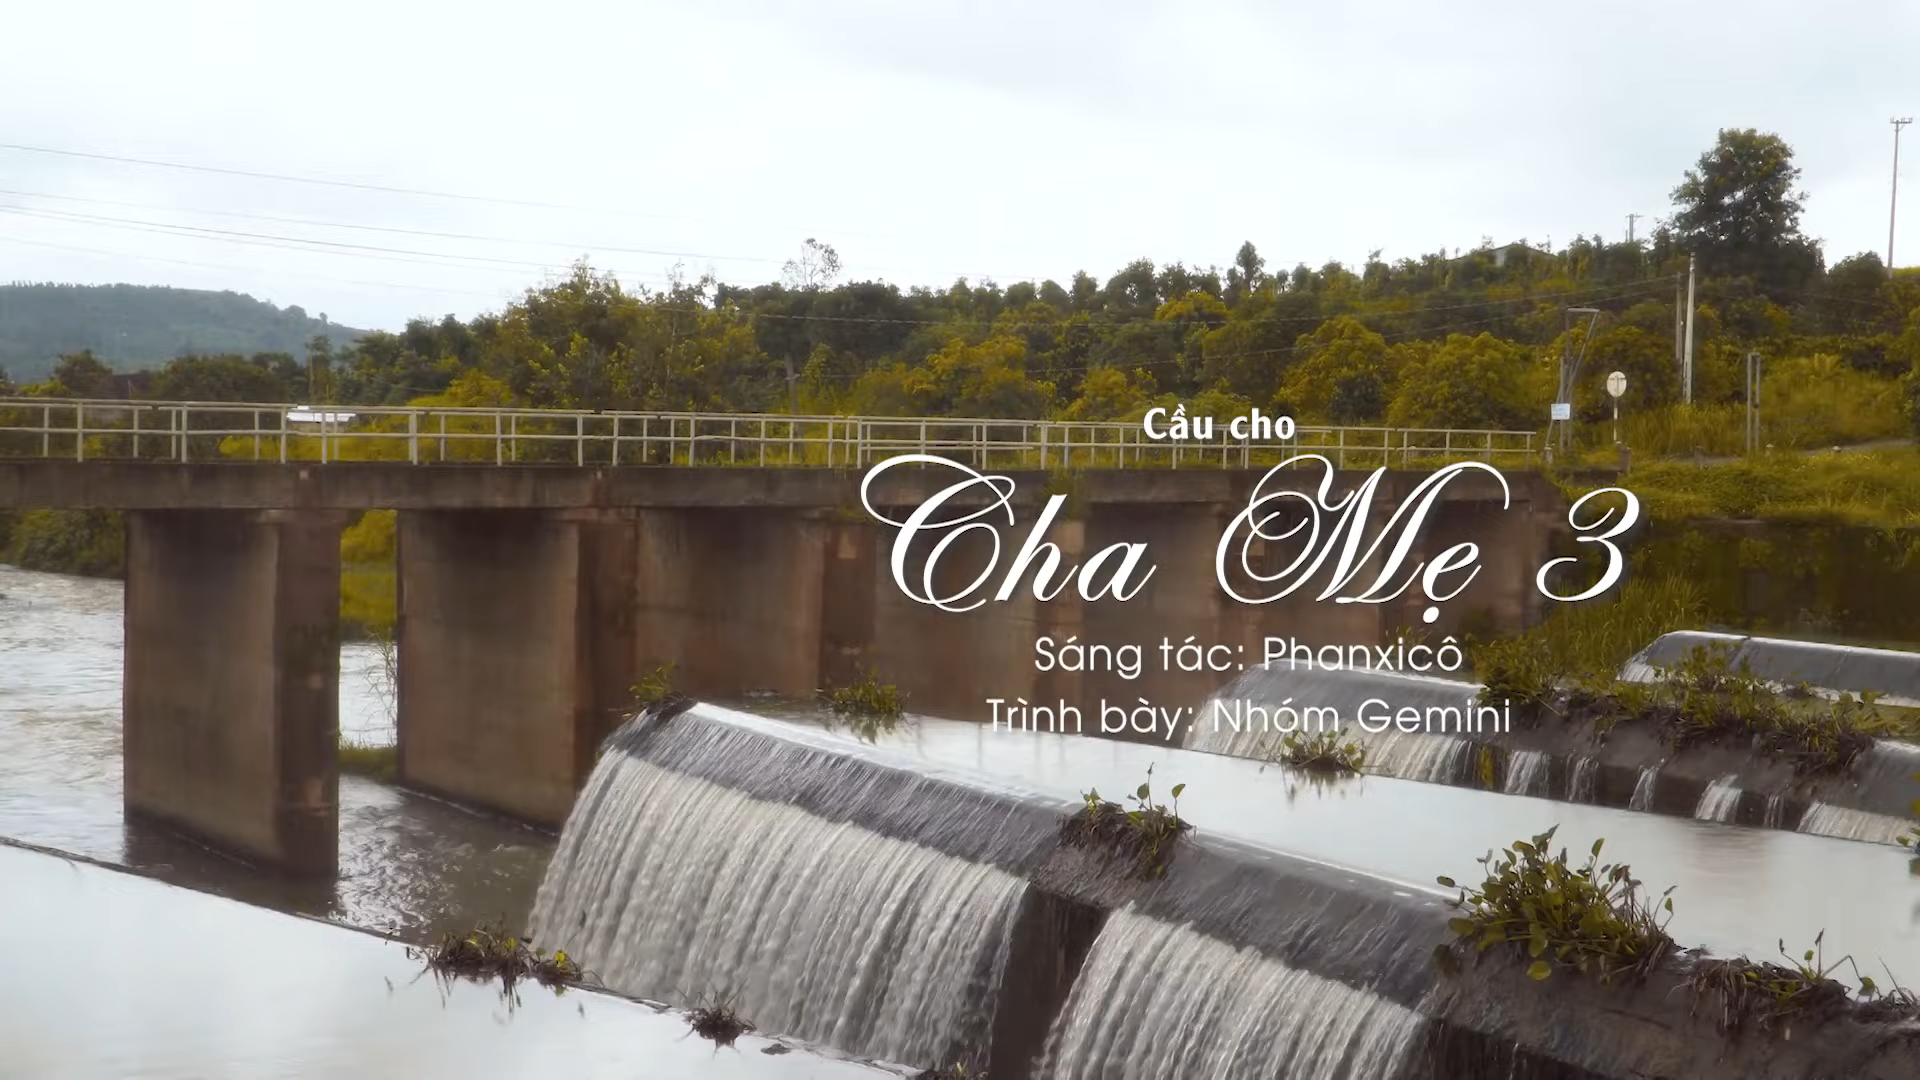 Cầu cho
Cha Mẹ 3
Sáng tác: Phanxicô
Trình bày: Nhóm Gemini